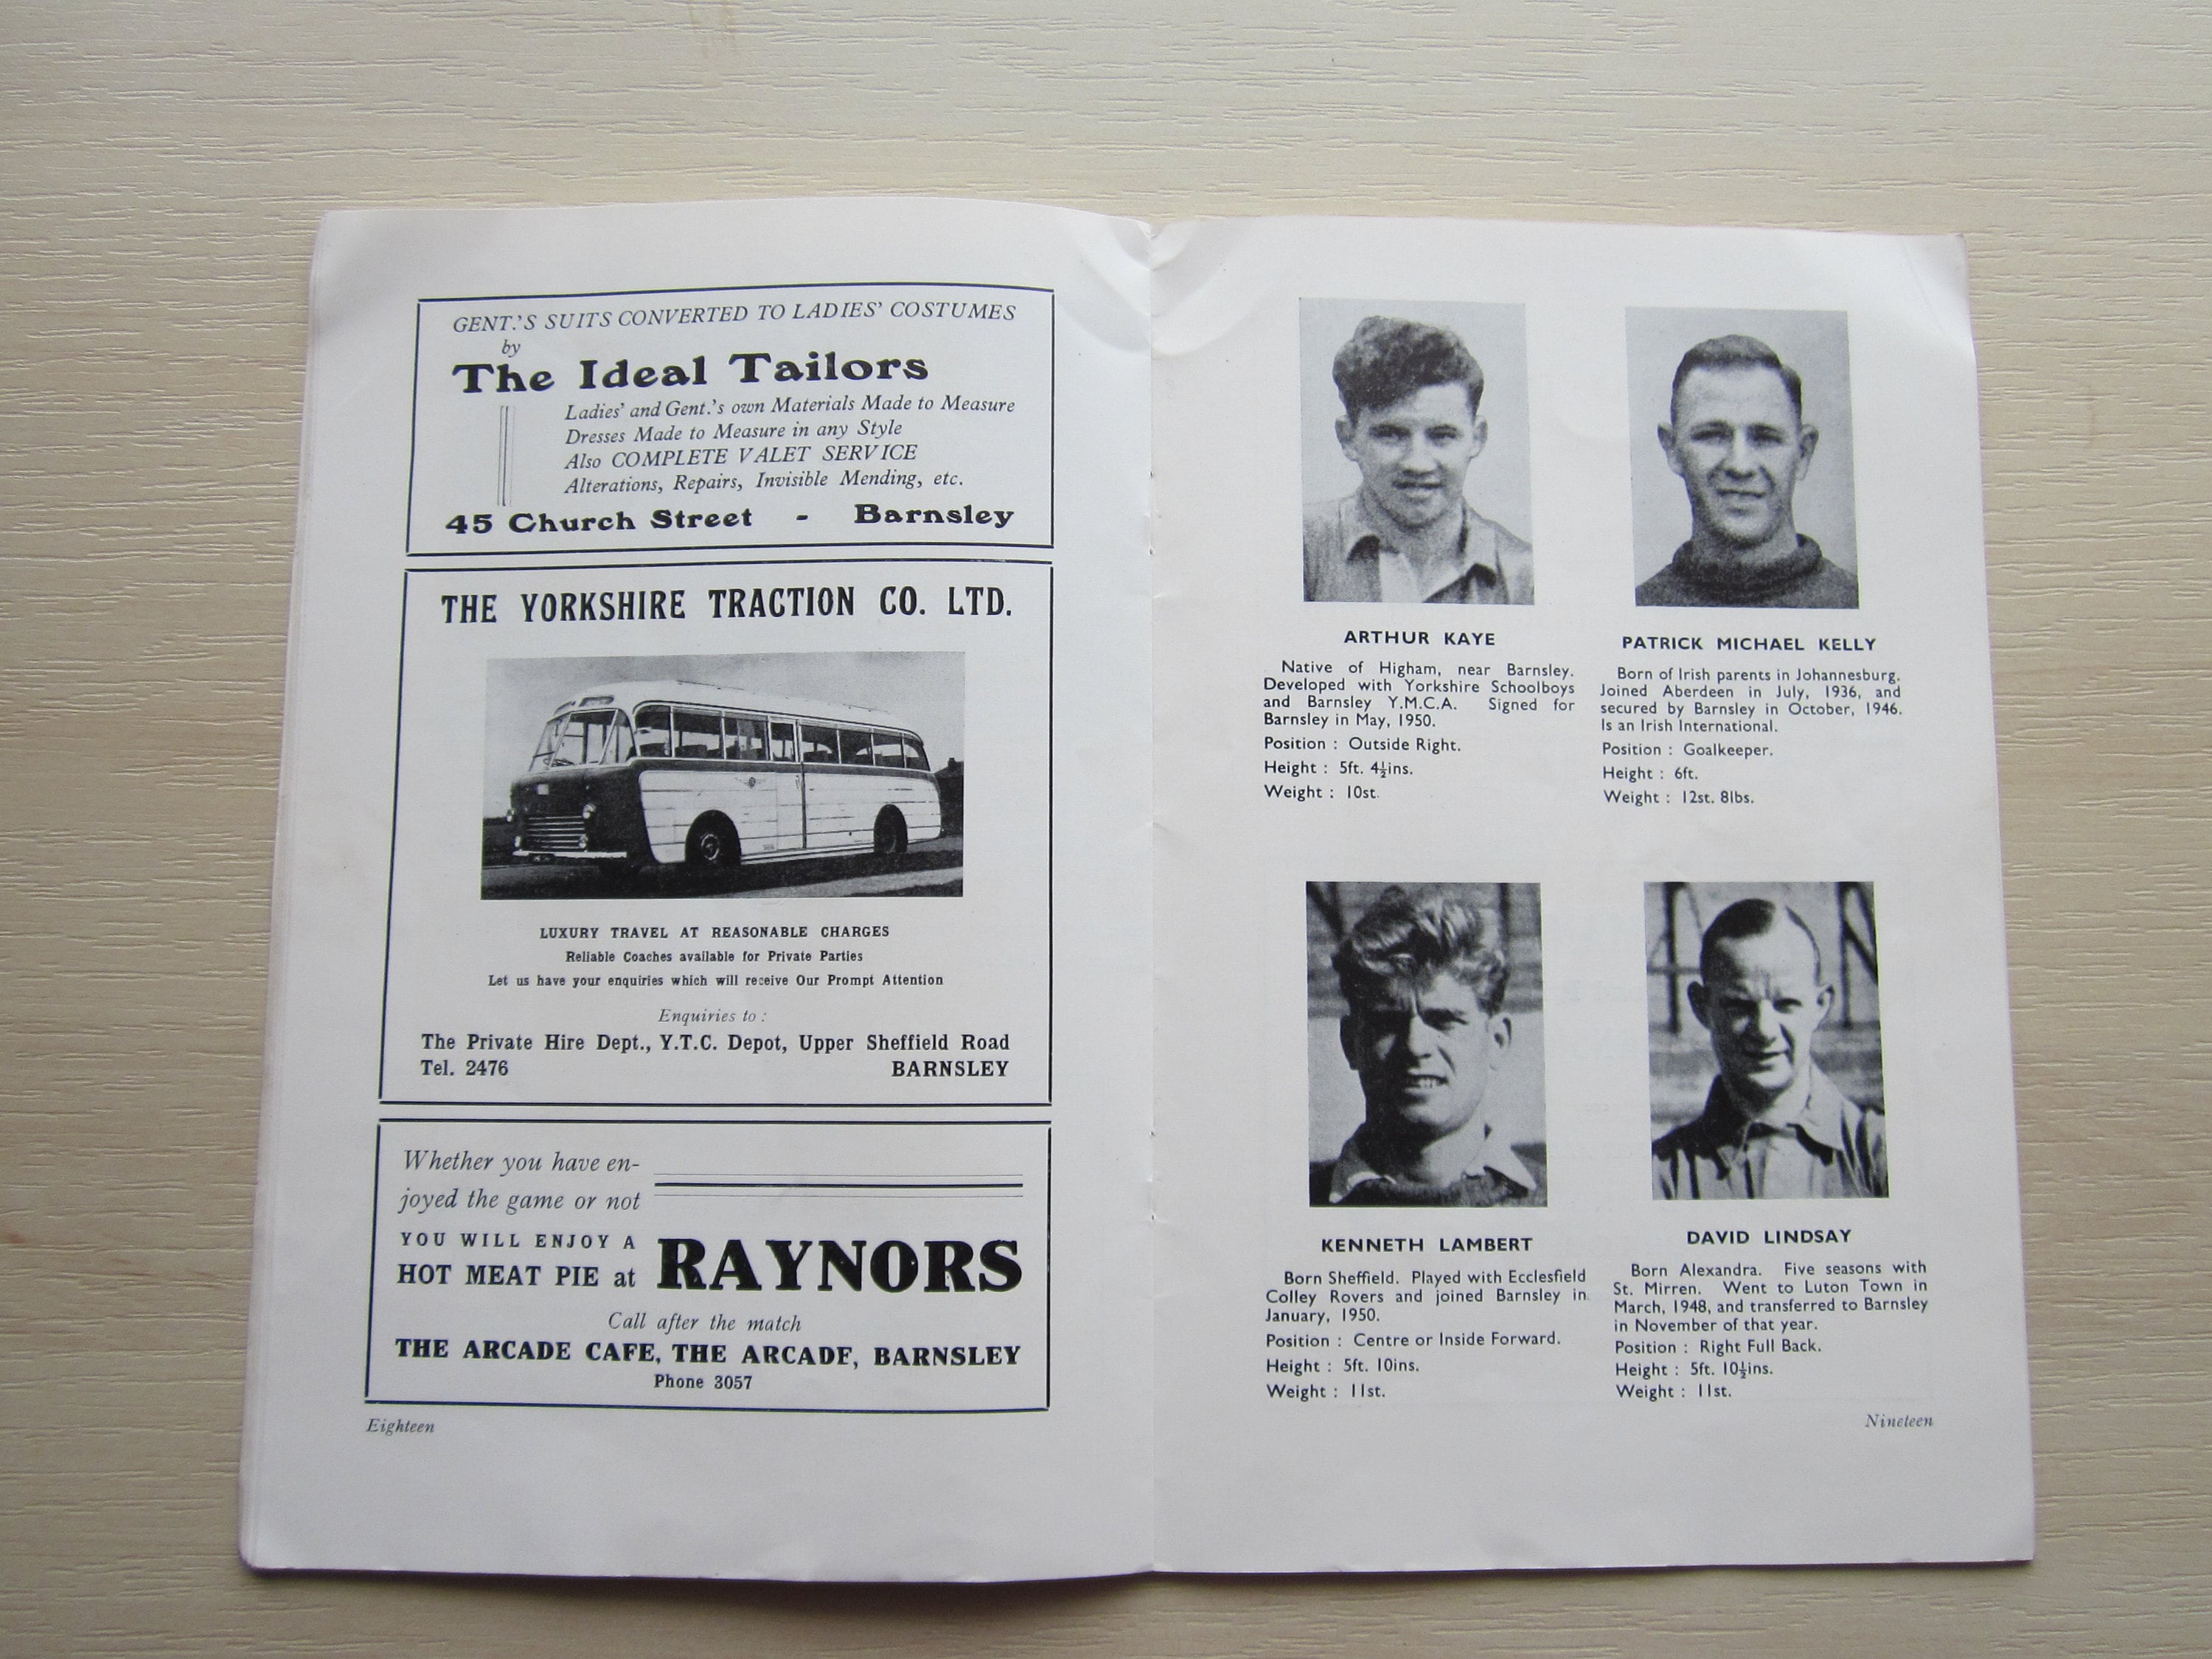 GENT.'S SUITS CONVERTED TO LADIES' COSTUMES
by
The Ideal Tailors
Ladies' and Gent.'s own Materials Made to Measure
Dresses Made to Measure in any Style
Also COMPLETE VALET SERVICE
Alterations, Repairs, Invisible Mending, etc.
45 Church Street - Barnsley
THE YORKSHIRE TRACTION CO. LTD.
LUXURY TRAVEL AT REASONABLE CHARGES
Reliable Coaches available for Private Parties
Let us have your enquiries which will receive Our Prompt Attention
Enquiries to :
The Private Hire Dept., Y.T.C. Depot, Upper Sheffield Road
Tel. 2476 BARNSLEY
Whether you have en-
joyed the game or not
YOU WILL ENJOY A
HOT MEAT PIE at RAYNORS
Call after the match
THE ARCADE CAFE, THE ARCADE, BARNSLEY
Phone 3057
Eighteen
ARTHUR KAYE
Native of Higham, near Barnsley.
Developed with Yorkshire Schoolboys
and Barnsley Y.M.C.A. Signed for
Barnsley in May, 1950.
Position : Outside Right.
Height : 5ft. 4½ins.
Weight : 10st.
PATRICK MICHAEL KELLY
Born of Irish parents in Johannesburg.
Joined Aberdeen in July, 1936, and
secured by Barnsley in October, 1946.
Is an Irish International.
Position : Goalkeeper.
Height : 6ft.
Weight : 12st. 8lbs.
KENNETH LAMBERT
Born Sheffield. Played with Ecclesfield
Colley Rovers and joined Barnsley in
January, 1950.
Position : Centre or Inside Forward.
Height : 5ft. 10ins.
Weight : 11st.
DAVID LINDSAY
Born Alexandra. Five seasons with
St. Mirren. Went to Luton Town in
March, 1948, and transferred to Barnsley
in November of that year.
Position : Right Full Back.
Height : 5ft. 10½ins.
Weight : 11st.
Nineteen